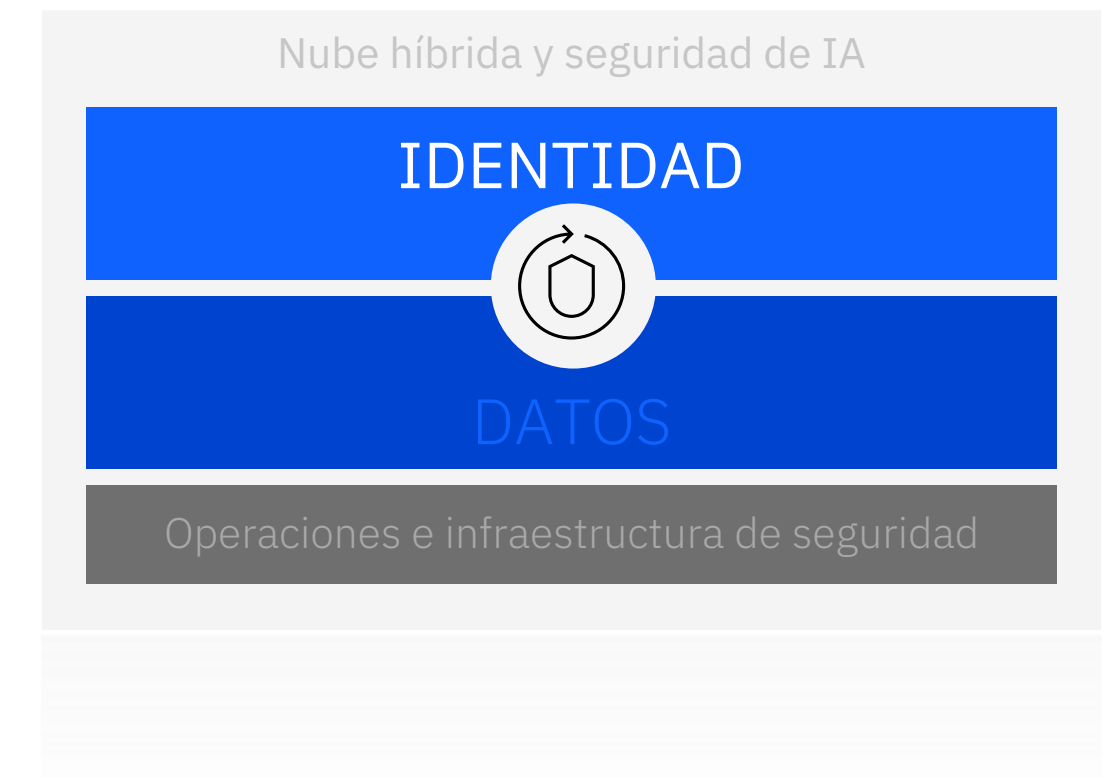 Nube híbrida y seguridad de IA
IDENTIDAD
DATOS
Operaciones e infraestructura de seguridad